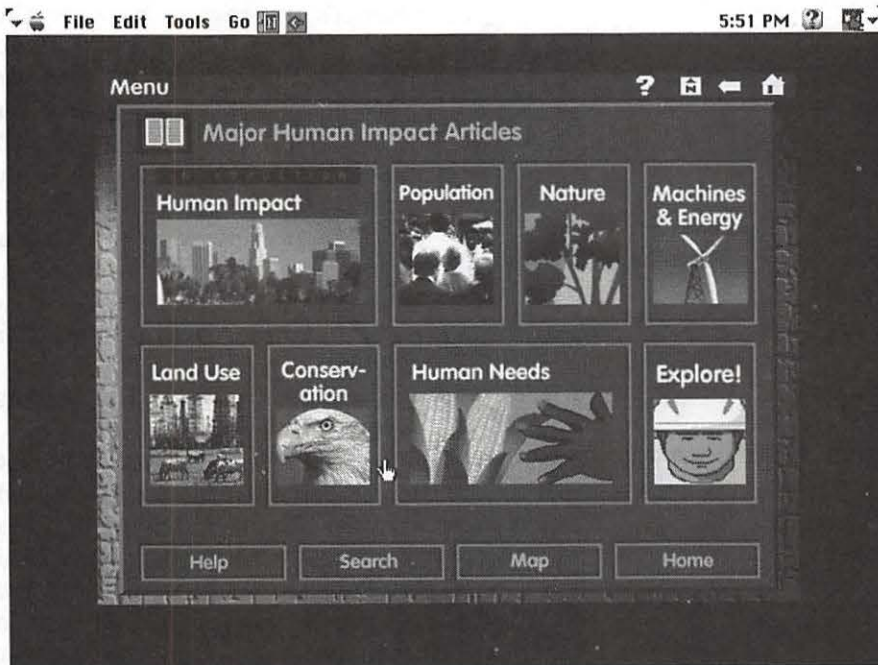 File Edit Tools Go
5:51 PM
Menu
Major Human Impact Articles
Human Impact
Population
Nature
Machines
& Energy
Land Use
Conserv-
ation
Human Needs
Explore!
Help
Search
Map
Home